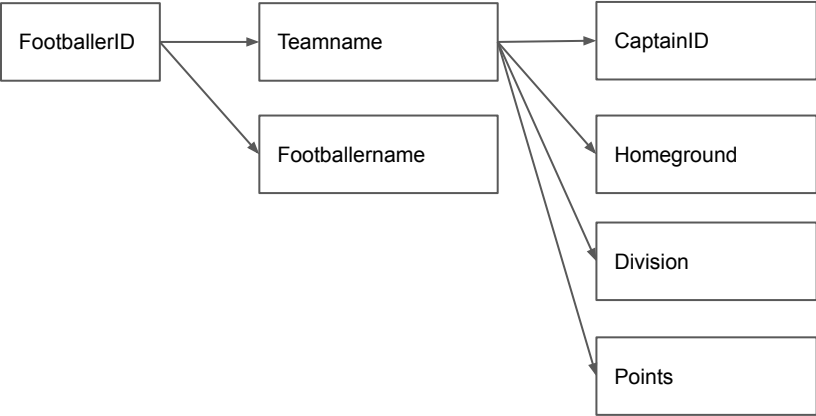 FootballerID
Teamname
CaptainID
Footballername
Homeground
Division
Points